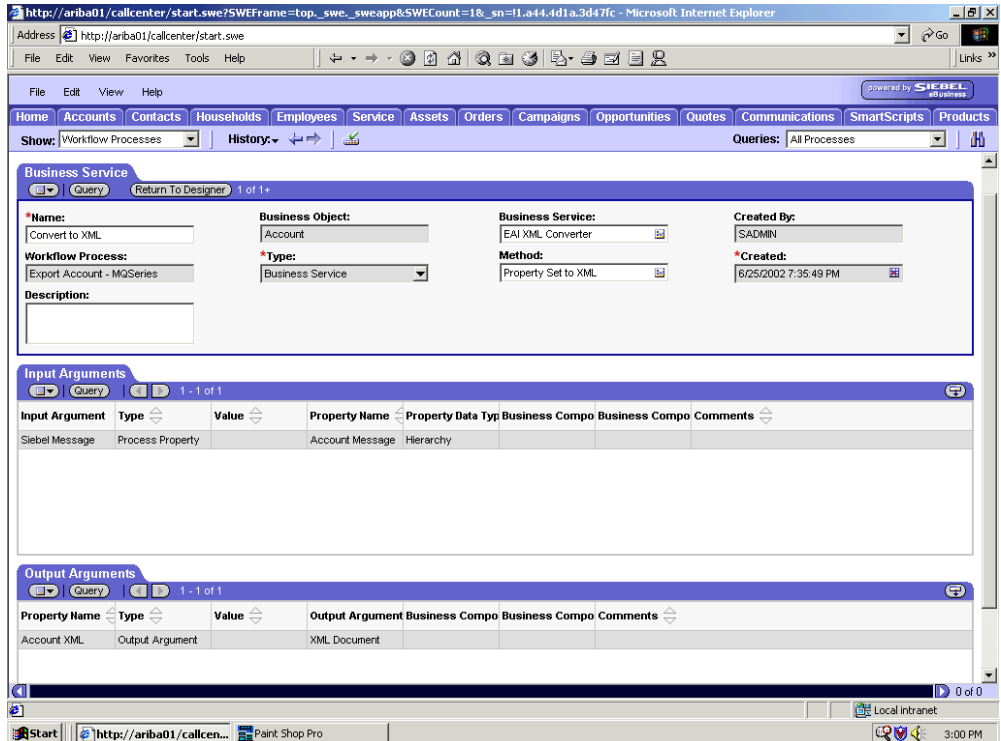 http://ariba01/callcenter/start.swe?SWEFrame=top._swe._sweapp&SWECount=1&_sn=!1.a44.4d1a.3d47fc - Microsoft Internet Explorer
Address http://ariba01/callcenter/start.swe Go
File Edit View Favorites Tools Help Links »
File Edit View Help powered by SIEBEL eBusiness
Home Accounts Contacts Households Employees Service Assets Orders Campaigns Opportunities Quotes Communications SmartScripts Products
Show: Workflow Processes History: Queries: All Processes
Business Service
Query Return To Designer 1 of 1+
*Name: Business Object: Business Service: Created By:
Convert to XML Account EAI XML Converter SADMIN
Workflow Process: *Type: Method: *Created:
Export Account - MQSeries Business Service Property Set to XML 6/25/2002 7:35:49 PM
Description:
Input Arguments
Query 1 - 1 of 1
Input Argument Type Value Property Name Property Data Typ Business Compo Business Compo Comments
Siebel Message Process Property Account Message Hierarchy
Output Arguments
Query 1 - 1 of 1
Property Name Type Value Output Argument Business Compo Business Compo Comments
Account XML Output Argument XML Document
0 of 0
Local intranet
Start http://ariba01/callcen... Paint Shop Pro 3:00 PM